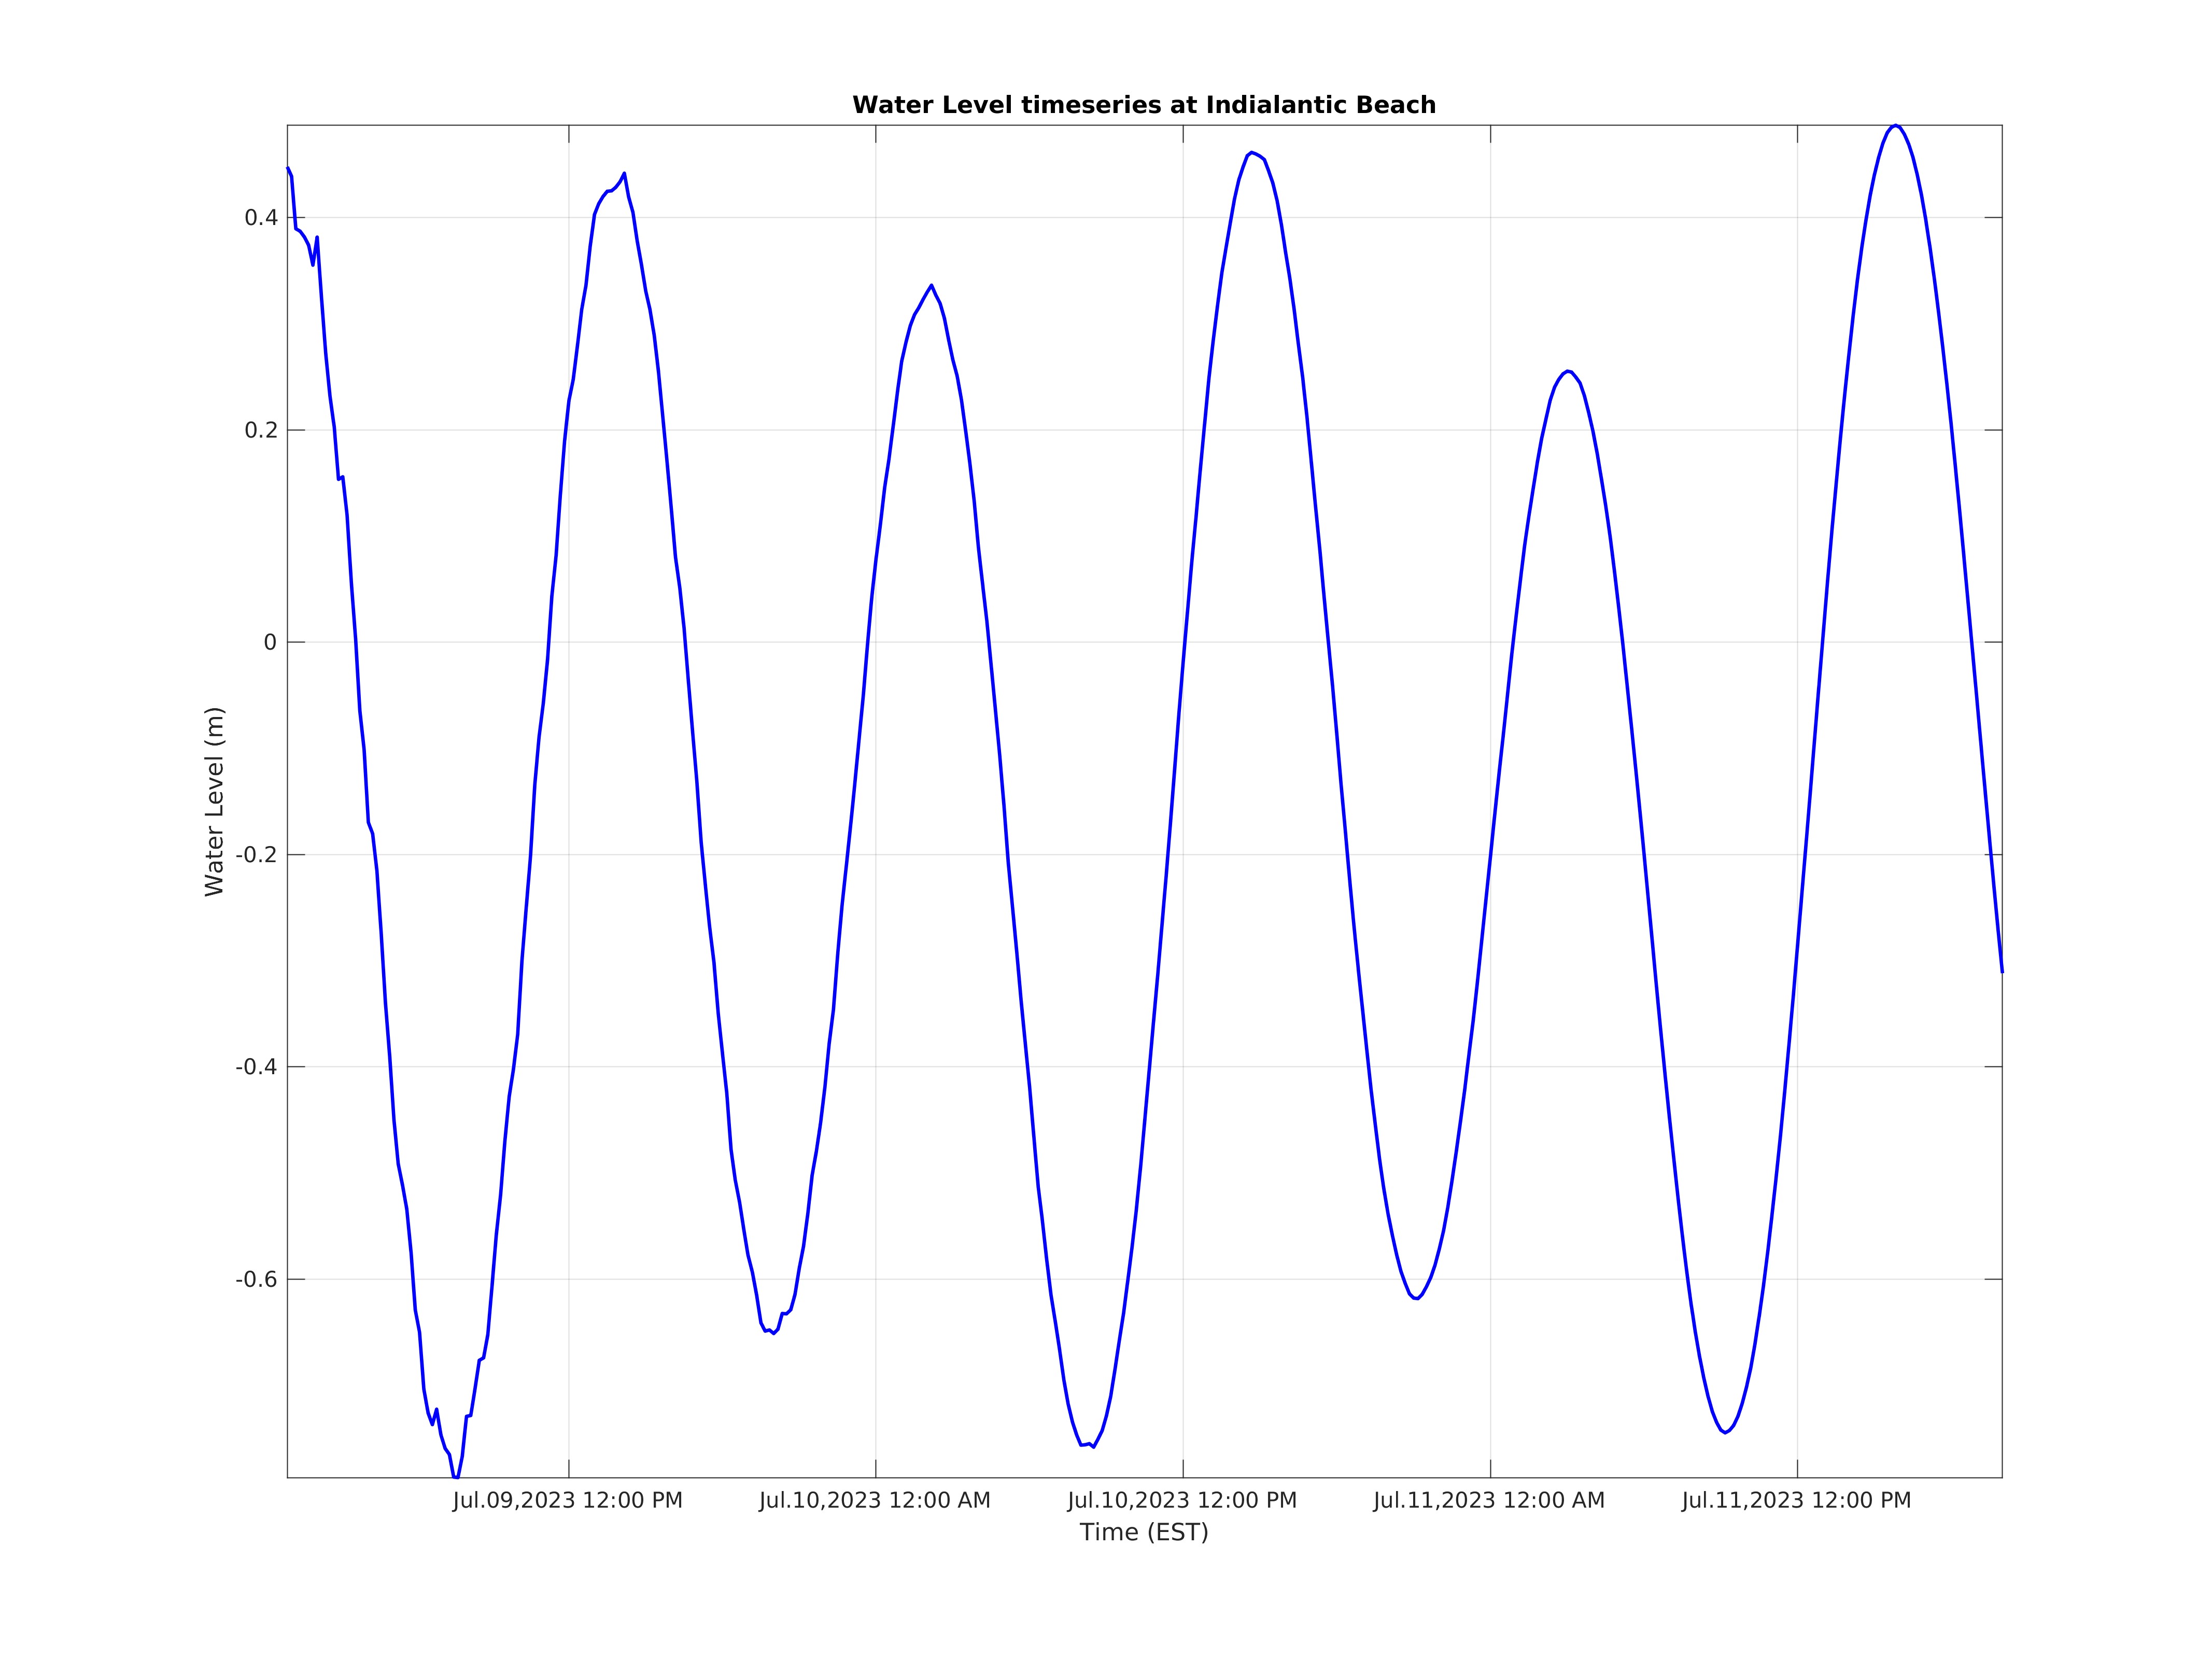 Water Level timeseries at Indialantic Beach
0.4
0.2
0
-0.2
-0.4
-0.6
Water Level (m)
Jul.09,2023 12:00 PM
Jul.10,2023 12:00 AM
Jul.10,2023 12:00 PM
Jul.11,2023 12:00 AM
Jul.11,2023 12:00 PM
Time (EST)